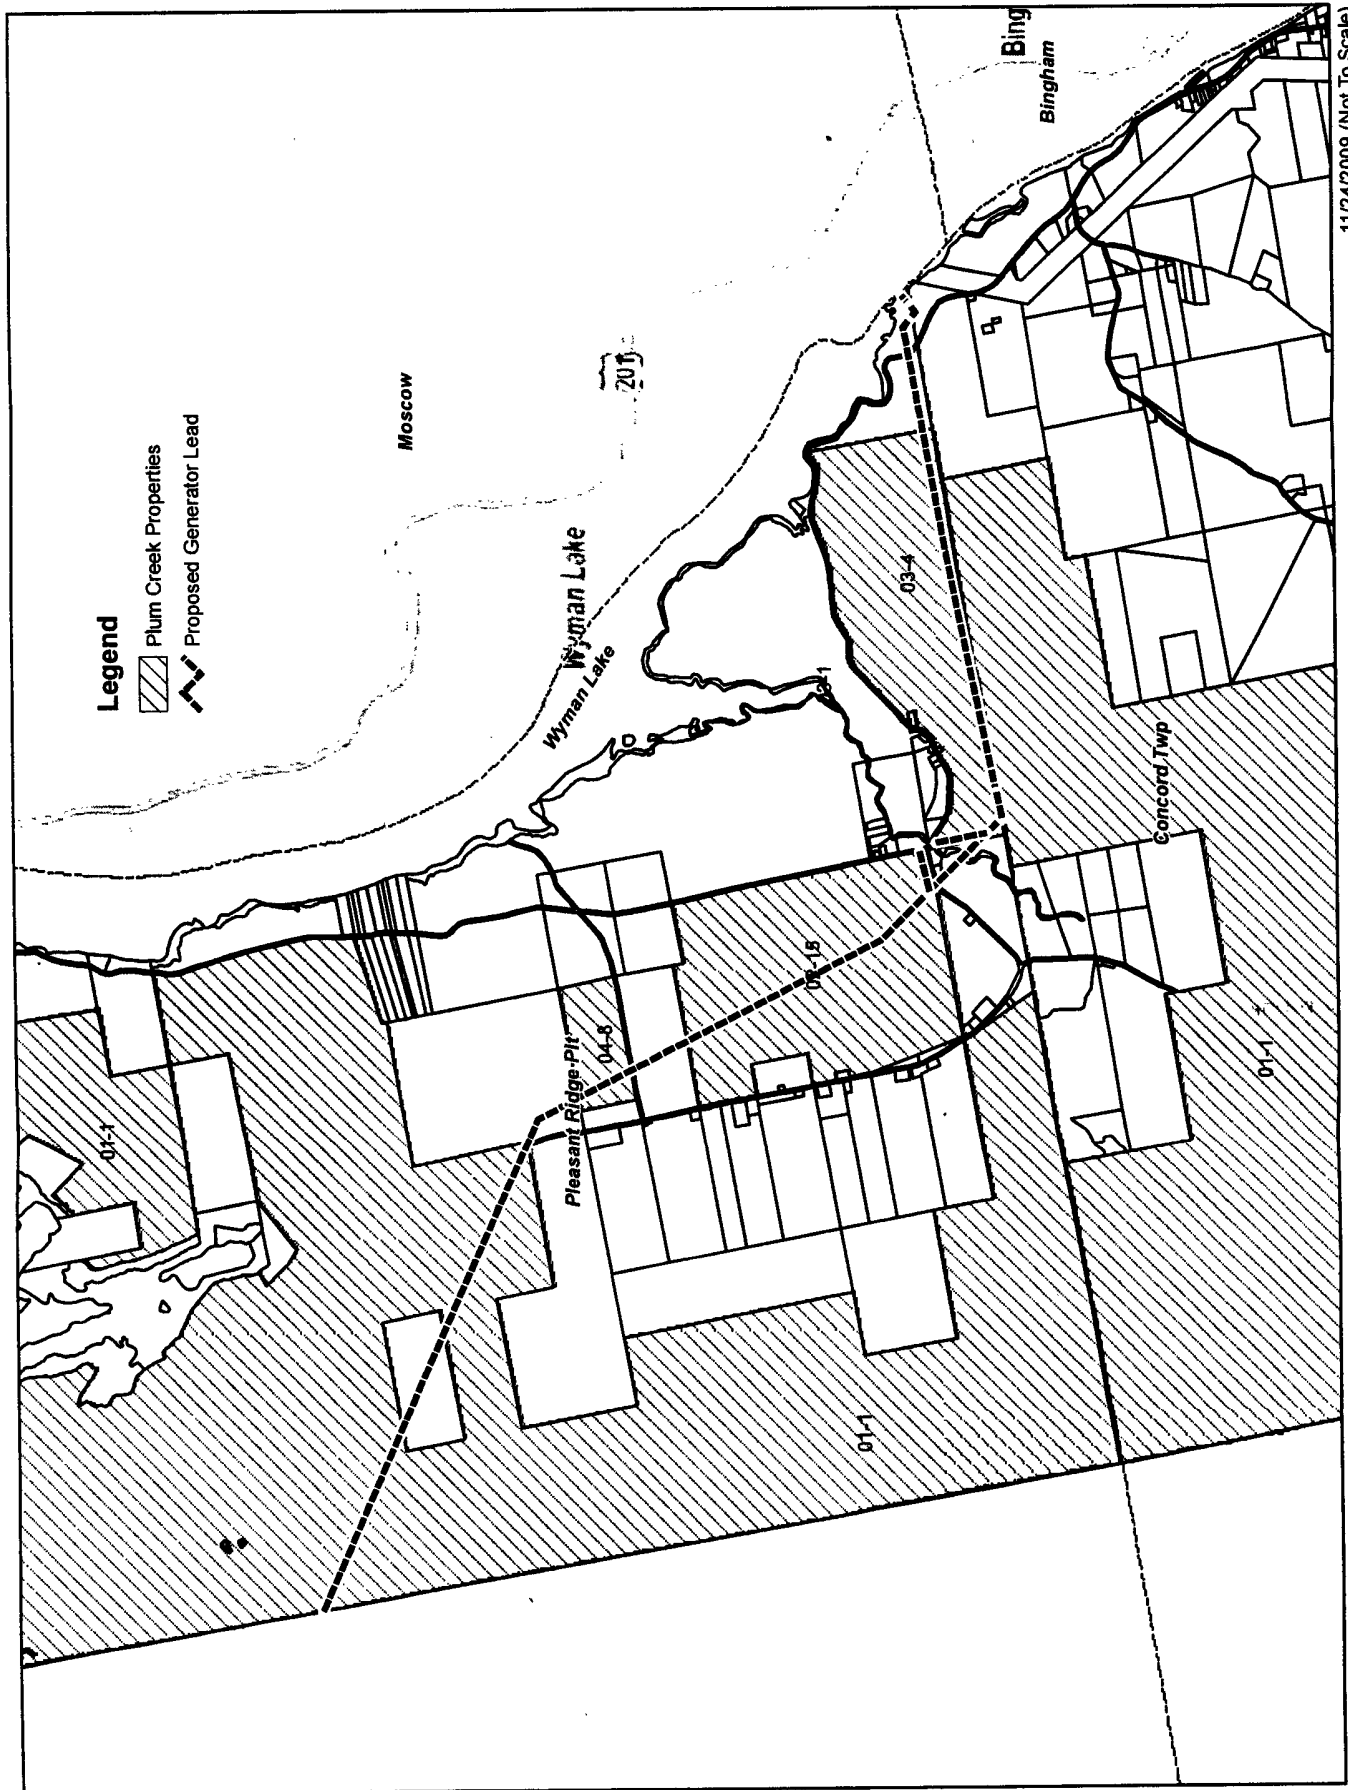 Legend
Plum Creek Properties
Proposed Generator Lead
Moscow
201
Wyman Lake
Wyman Lake
Bing
Bingham
01-1
Pleasant Ridge Plt
04-8
03-4
Concord Twp
01-1
01-1
11/24/2009 (Not To Scale)